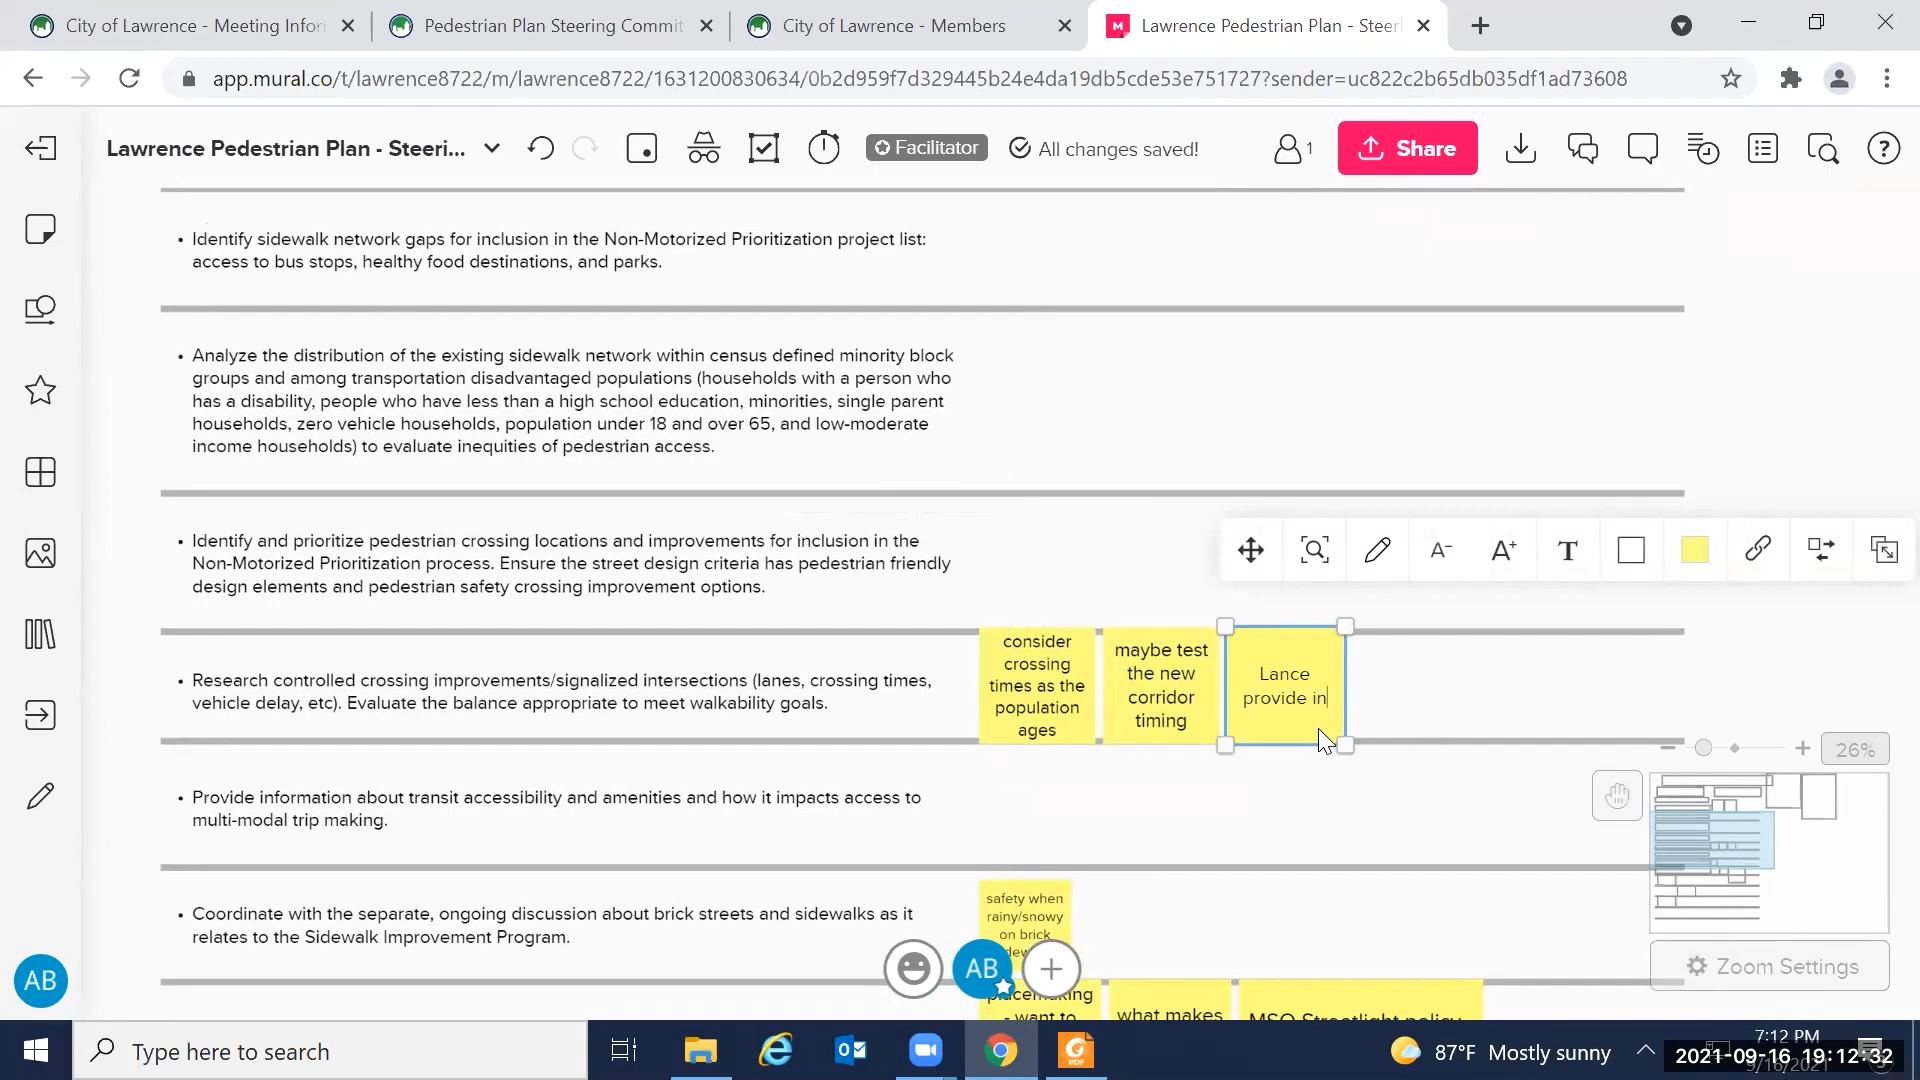 City of Lawrence - Meeting Infor
Pedestrian Plan Steering Commit
City of Lawrence - Members
Lawrence Pedestrian Plan - Steer
app.mural.co/t/lawrence8722/m/lawrence8722/1631200830634/0b2d959f7d329445b24e4da19db5cde53e751727?sender=uc822c2b65db035df1ad73608
Lawrence Pedestrian Plan - Steeri...
Facilitator
All changes saved!
1
Share
• Identify sidewalk network gaps for inclusion in the Non-Motorized Prioritization project list:
access to bus stops, healthy food destinations, and parks.
• Analyze the distribution of the existing sidewalk network within census defined minority block
groups and among transportation disadvantaged populations (households with a person who
has a disability, people who have less than a high school education, minorities, single parent
households, zero vehicle households, population under 18 and over 65, and low-moderate
income households) to evaluate inequities of pedestrian access.
• Identify and prioritize pedestrian crossing locations and improvements for inclusion in the
Non-Motorized Prioritization process. Ensure the street design criteria has pedestrian friendly
design elements and pedestrian safety crossing improvement options.
A-
A+
T
• Research controlled crossing improvements/signalized intersections (lanes, crossing times,
vehicle delay, etc). Evaluate the balance appropriate to meet walkability goals.
consider
crossing
times as the
population
ages
maybe test
the new
corridor
timing
Lance
provide in
26%
• Provide information about transit accessibility and amenities and how it impacts access to
multi-modal trip making.
• Coordinate with the separate, ongoing discussion about brick streets and sidewalks as it
relates to the Sidewalk Improvement Program.
safety when
rainy/snowy
on brick
placemaking
- want to
what makes
MSO Streetlight policy
AB
AB
Zoom Settings
Type here to search
87°F Mostly sunny
7:12 PM
9/16/2021
2021-09-16 19:12:32